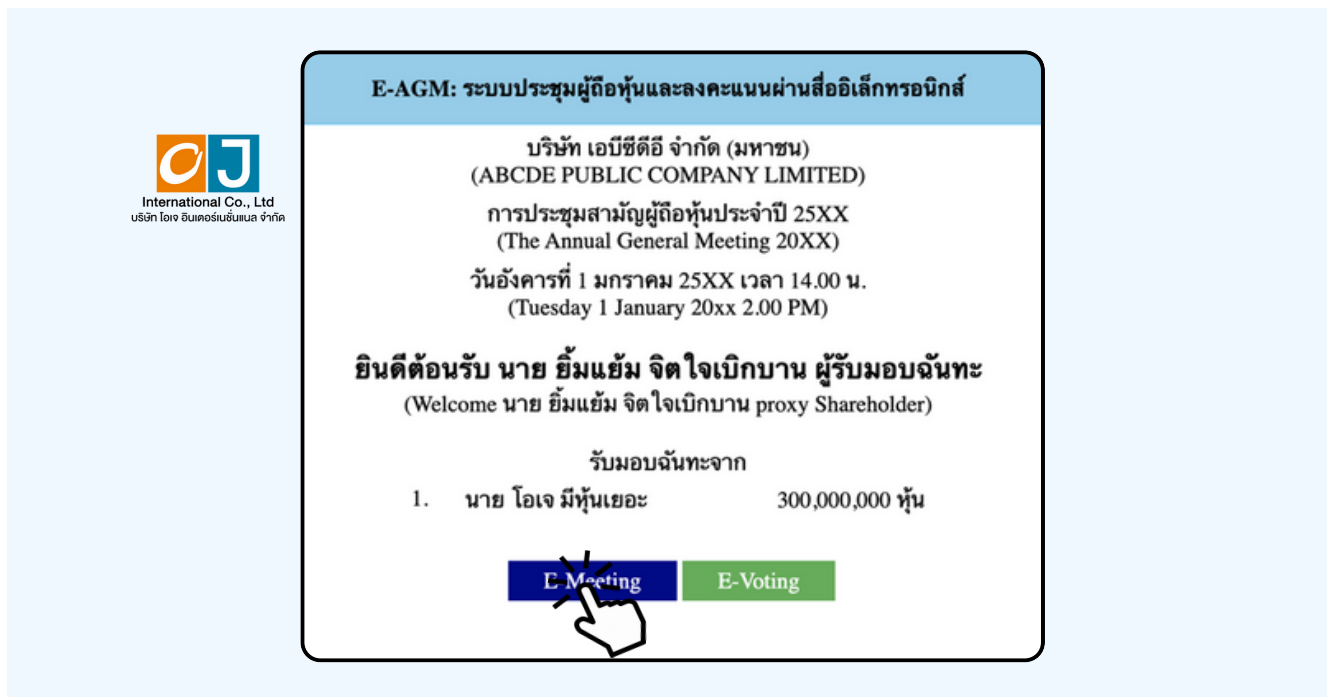 E-AGM: ระบบประชุมผู้ถือหุ้นและลงคะแนนผ่านสื่ออิเล็กทรอนิกส์
OJ
International Co., Ltd
บริษัท โอเจ อินเตอร์เนชั่นแนล จำกัด
บริษัท เอบีซีดีอี จำกัด (มหาชน)
(ABCDE PUBLIC COMPANY LIMITED)
การประชุมสามัญผู้ถือหุ้นประจำปี 25XX
(The Annual General Meeting 20XX)
วันอังคารที่ 1 มกราคม 25XX เวลา 14.00 น.
(Tuesday 1 January 20xx 2.00 PM)
ยินดีต้อนรับ นาย ยิ้มแย้ม จิตใจเบิกบาน ผู้รับมอบฉันทะ
(Welcome นาย ยิ้มแย้ม จิตใจเบิกบาน proxy Shareholder)
รับมอบฉันทะจาก
1. นาย โอเจ มีหุ้นเยอะ 300,000,000 หุ้น
E-Meeting E-Voting